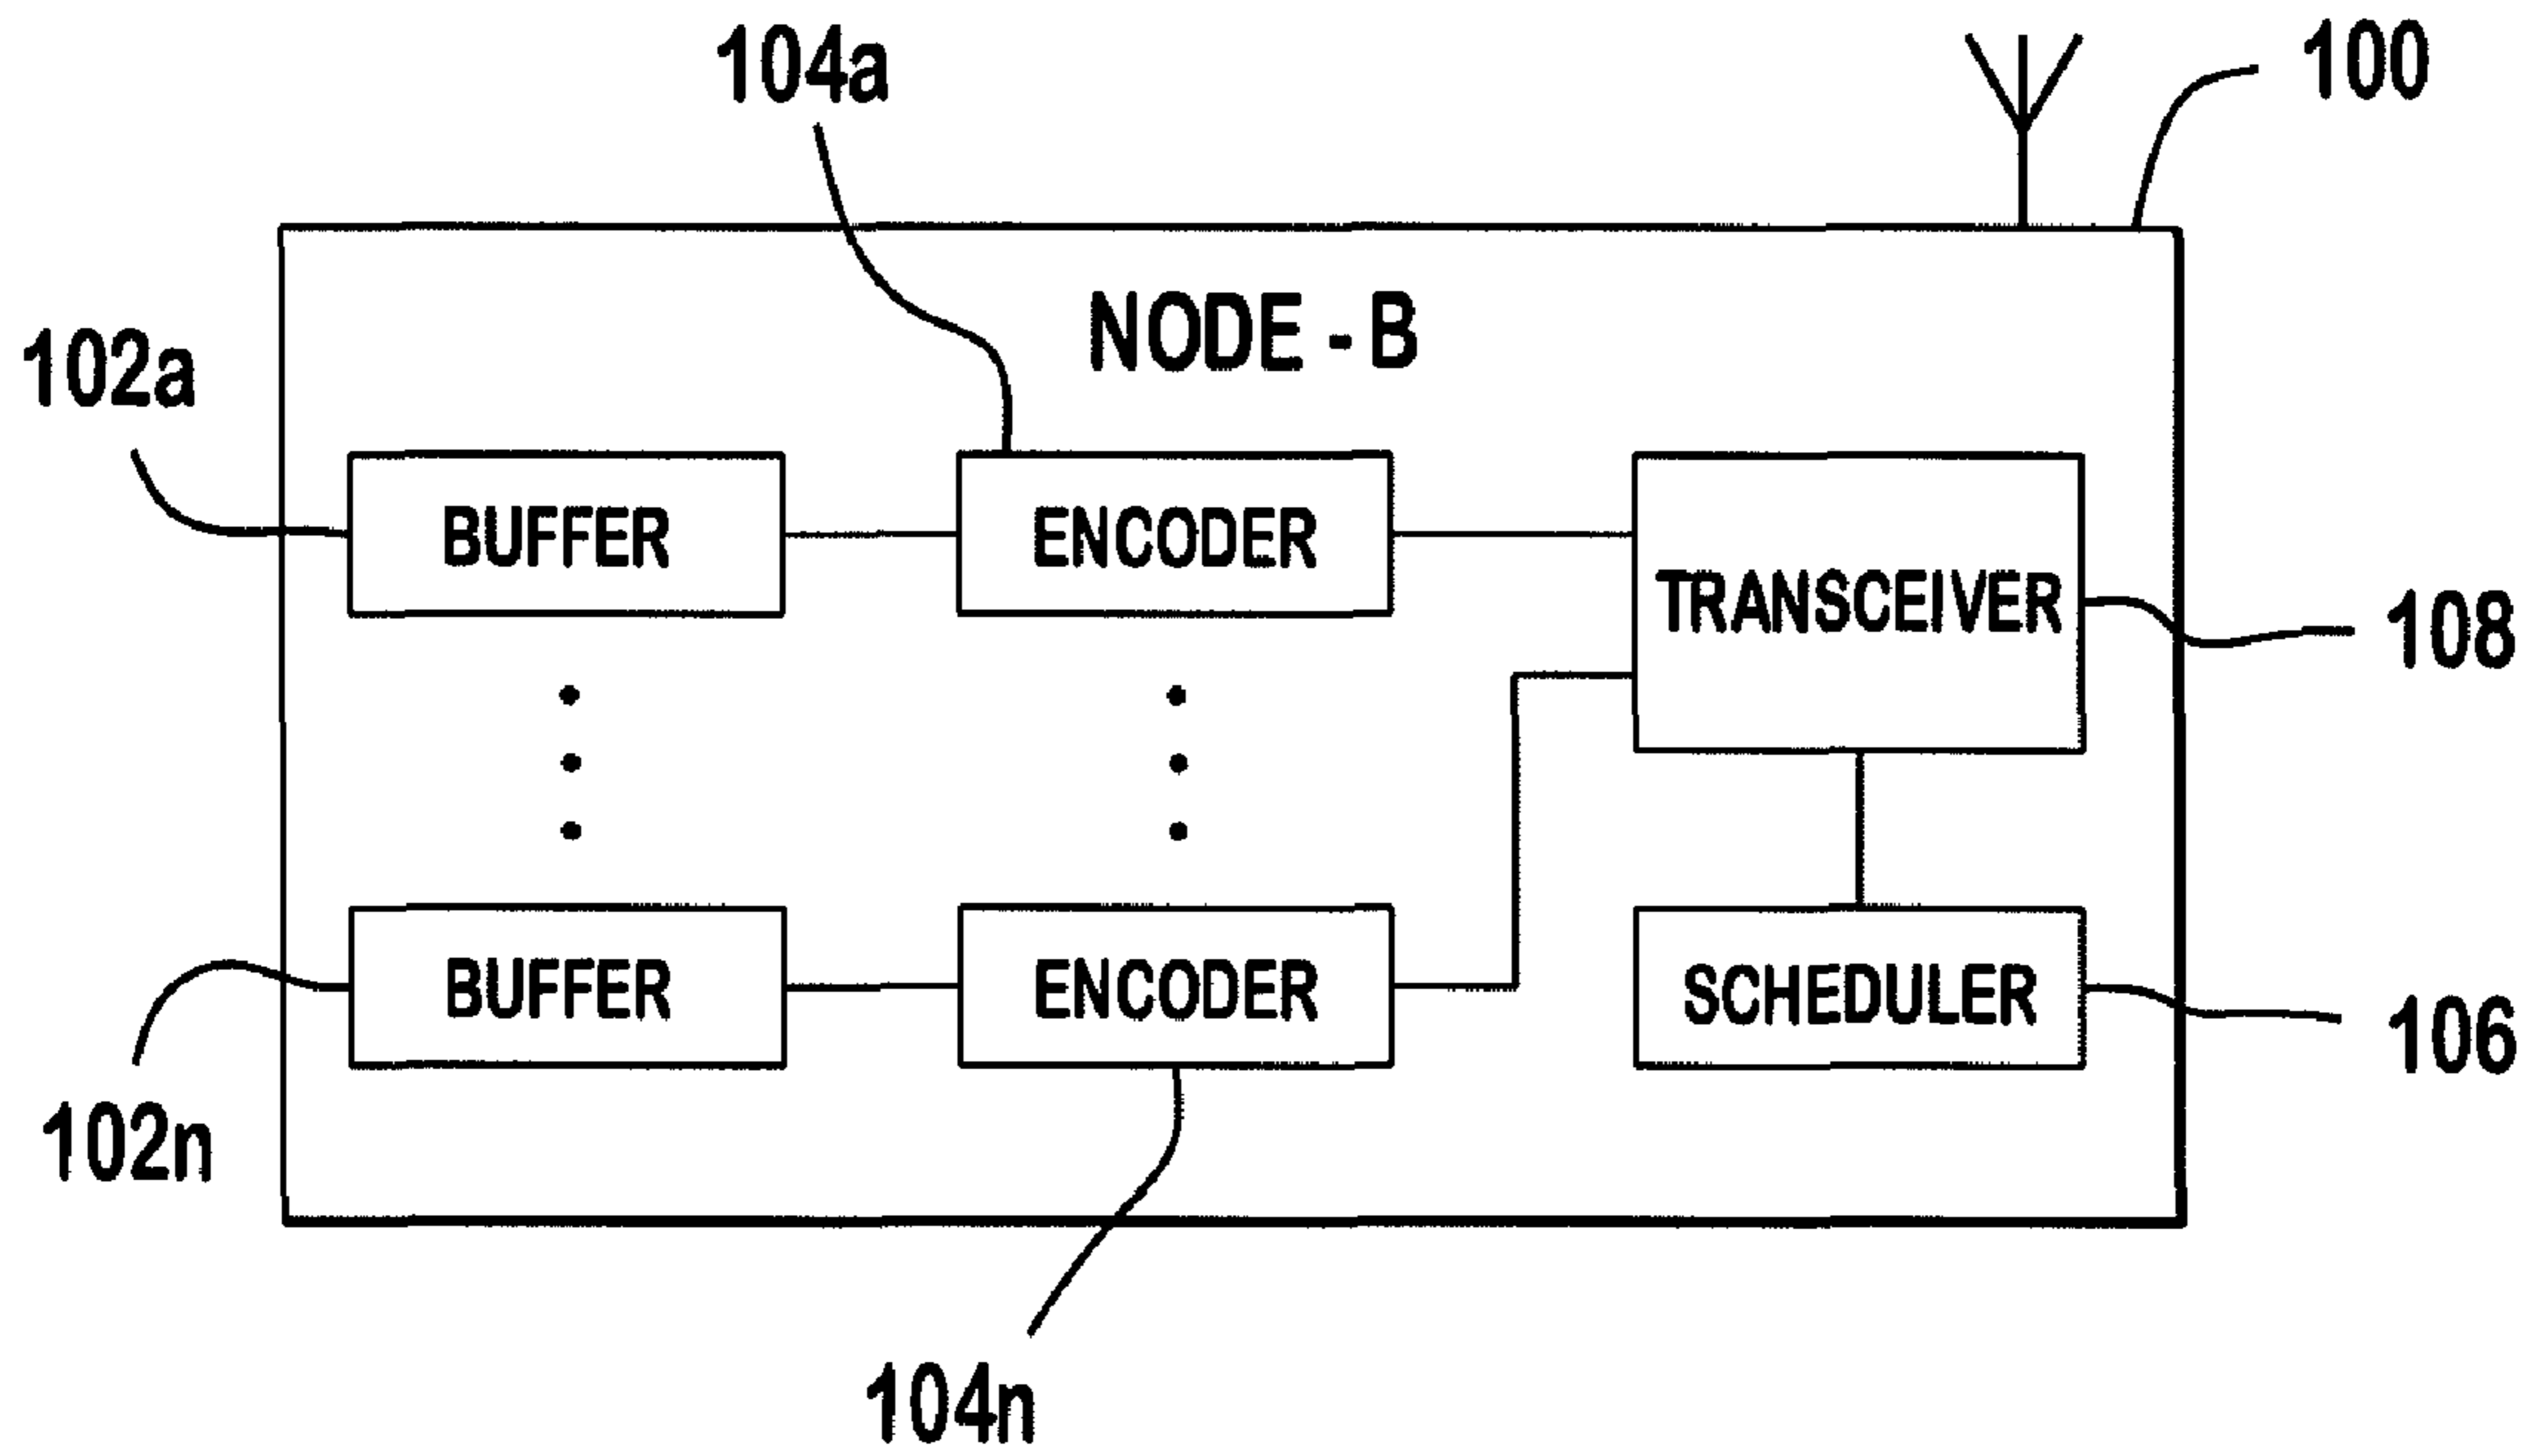 104a
100
NODE - B
102a
BUFFER
ENCODER
TRANSCEIVER
108
BUFFER
ENCODER
SCHEDULER
106
102n
104n